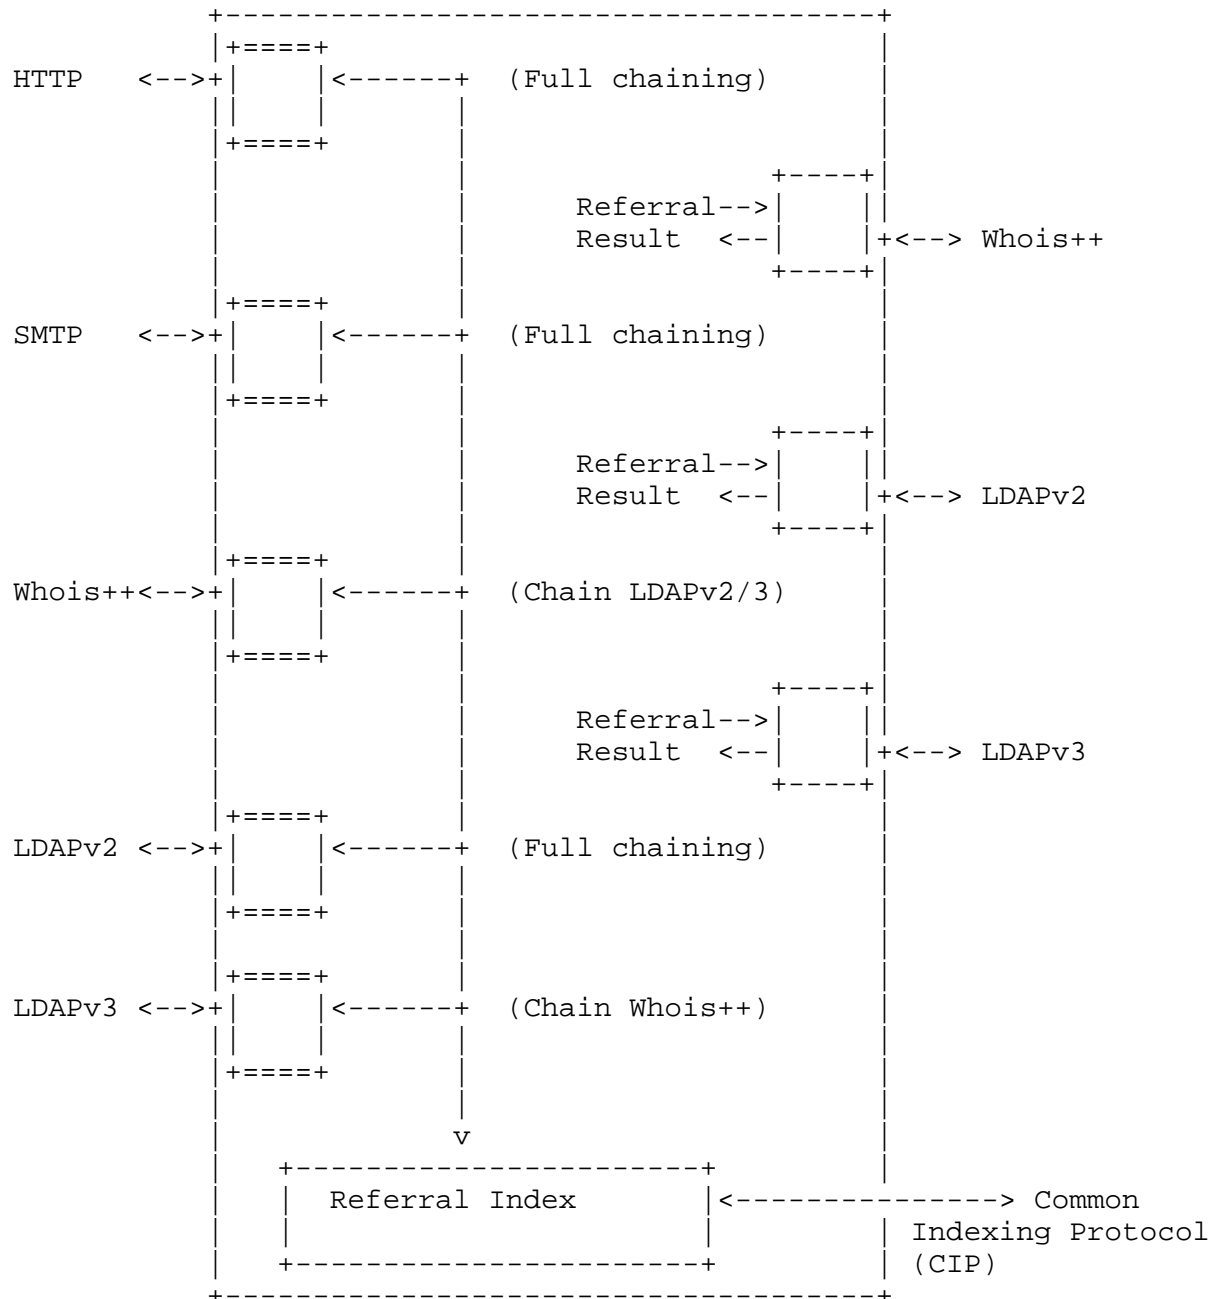 HTTP <--> (Full chaining)
Referral-->
Result <-- <--> Whois++
SMTP <--> (Full chaining)
Referral-->
Result <-- <--> LDAPv2
Whois++<--> (Chain LDAPv2/3)
Referral-->
Result <-- <--> LDAPv3
LDAPv2 <--> (Full chaining)
LDAPv3 <--> (Chain Whois++)
v
Referral Index <---------------> Common
Indexing Protocol
(CIP)